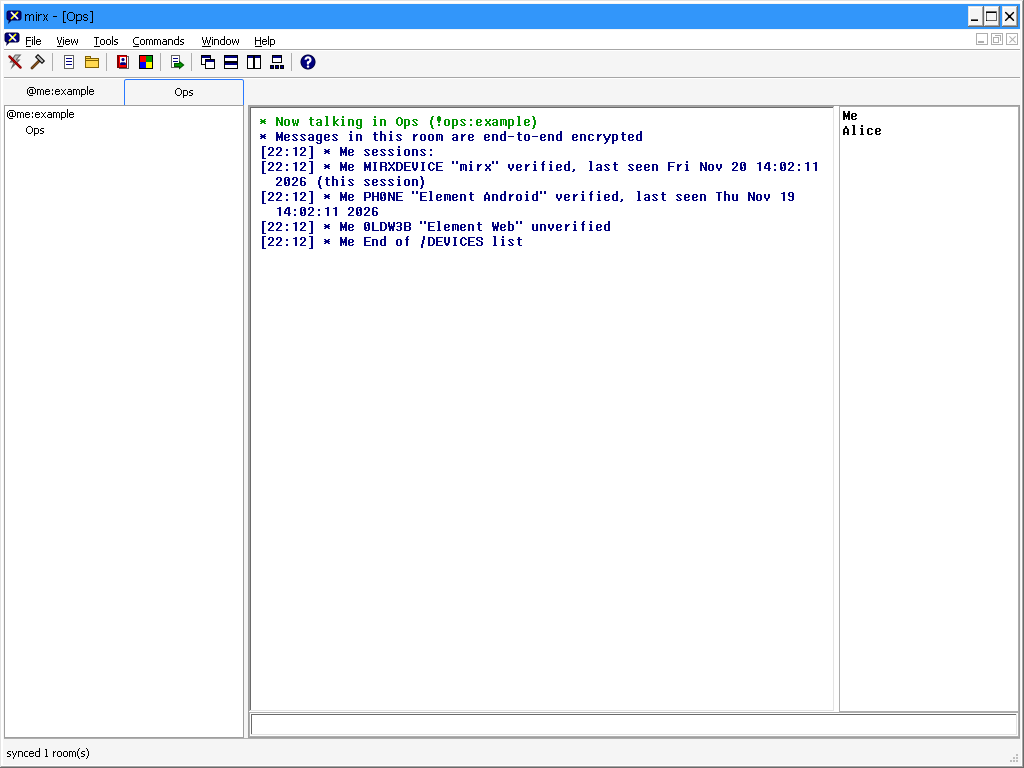 mirx - [Ops]
File View Tools Commands Window Help
@me:example Ops
@me:example
Ops
* Now talking in Ops (!ops:example)
* Messages in this room are end-to-end encrypted
[22:12] * Me sessions:
[22:12] * Me MIRXDEVICE "mirx" verified, last seen Fri Nov 20 14:02:11
2026 (this session)
[22:12] * Me PH0NE "Element Android" verified, last seen Thu Nov 19
14:02:11 2026
[22:12] * Me 0LDW3B "Element Web" unverified
[22:12] * Me End of /DEVICES list
Me
Alice
synced 1 room(s)